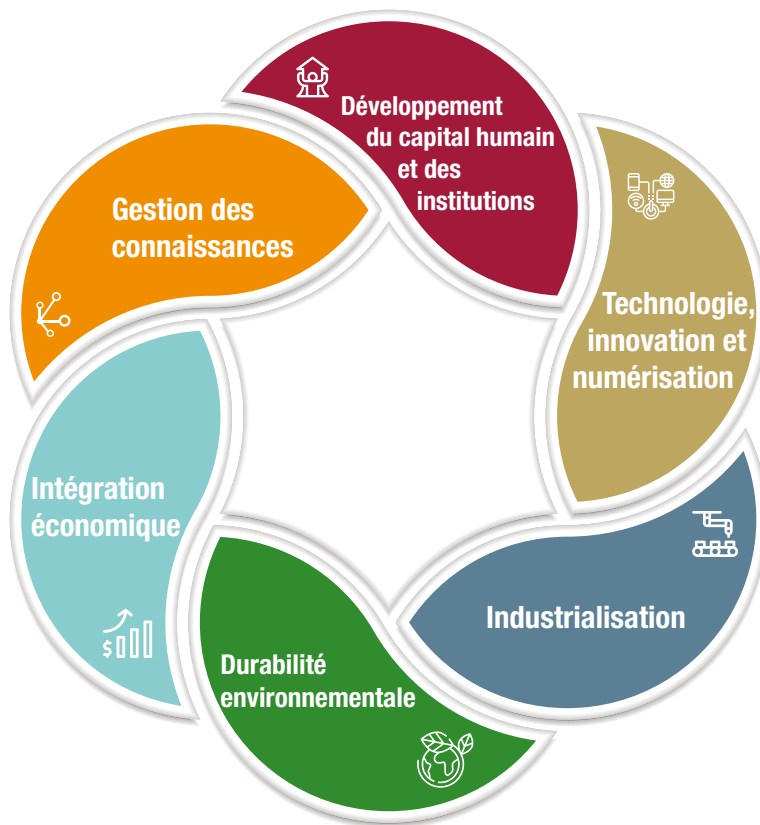 Développement
du capital humain
et des
institutions
Gestion des
connaissances
Technologie,
innovation et
numérisation
Intégration
économique
Industrialisation
Durabilité
environnementale
$